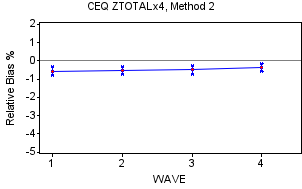 CEQ ZTOTALx4, Method 2
Relative Bias %
2
1
0
-1
-2
-3
-4
-5
1 2 3 4
WAVE